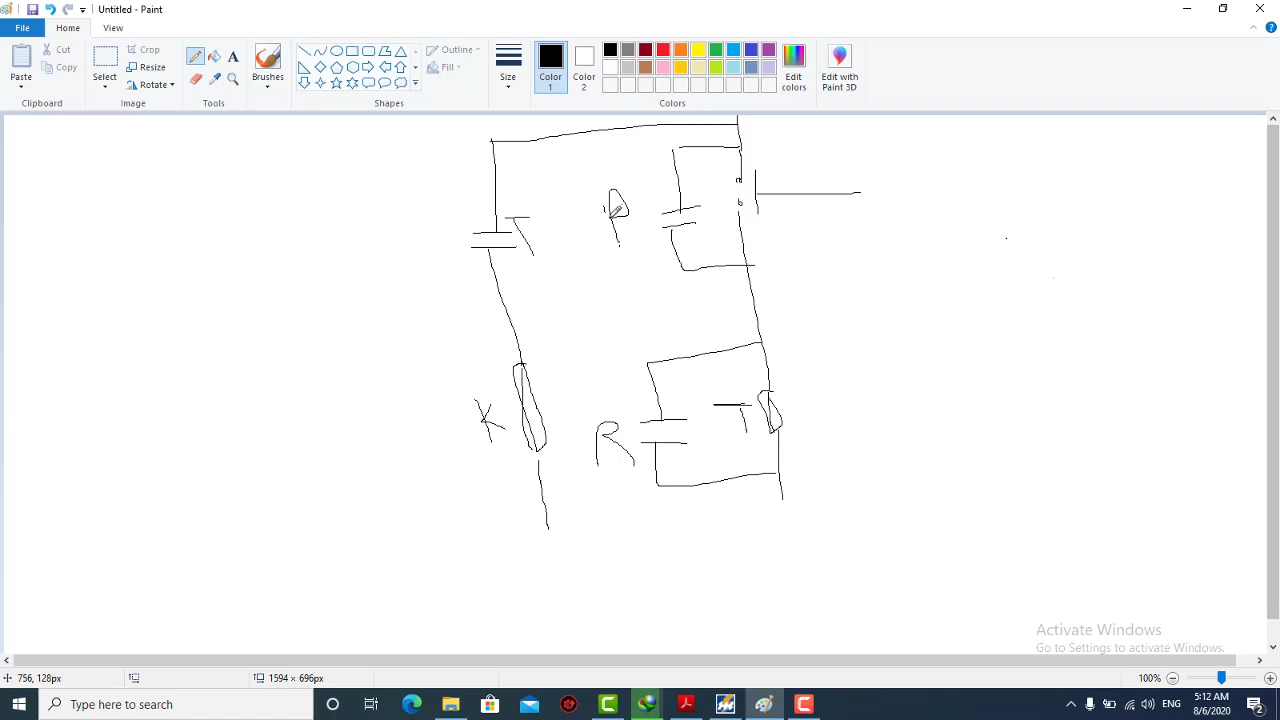 Untitled - Paint
File
Home
View
Paste
Cut
Copy
Clipboard
Select
Crop
Resize
Rotate
Image
Tools
Brushes
Shapes
Outline
Fill
Size
Color
1
Color
2
Colors
Edit
colors
Edit with
Paint 3D
T
P
K
R
T
Activate Windows
Go to Settings to activate Windows.
756, 128px
1594 × 696px
100%
Type here to search
ENG
5:12 AM
8/6/2020
2